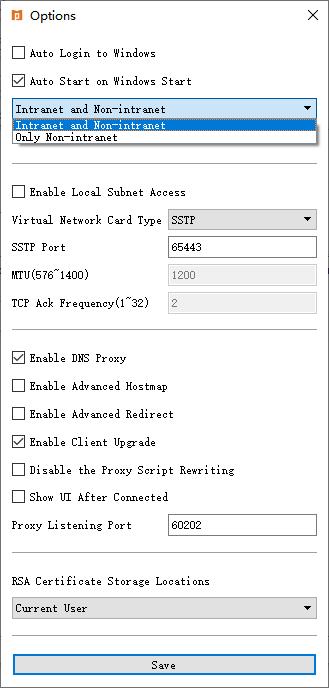 Options
Auto Login to Windows
Auto Start on Windows Start
Intranet and Non-intranet
Intranet and Non-intranet
Only Non-intranet
Enable Local Subnet Access
Virtual Network Card Type SSTP
SSTP Port 65443
MTU(576~1400) 1200
TCP Ack Frequency(1~32) 2
Enable DNS Proxy
Enable Advanced Hostmap
Enable Advanced Redirect
Enable Client Upgrade
Disable the Proxy Script Rewriting
Show UI After Connected
Proxy Listening Port 60202
RSA Certificate Storage Locations
Current User
Save